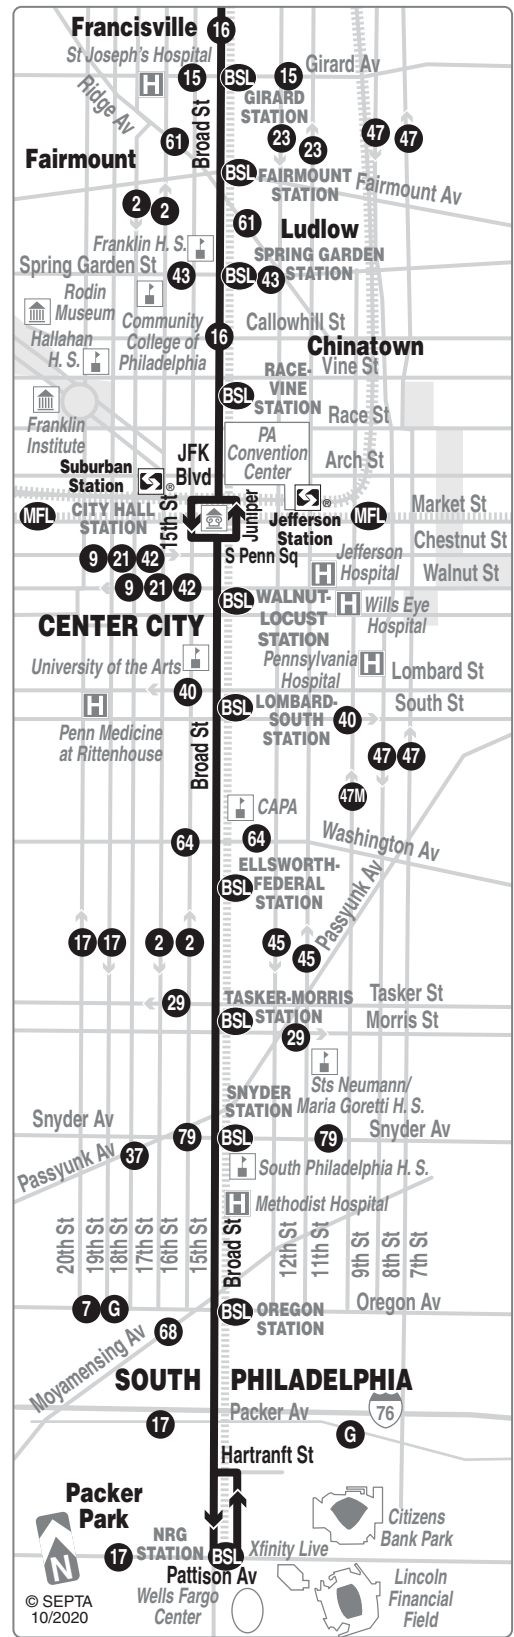 Francisville
16
St Joseph's Hospital
H
15
BSL
15
Girard Av
GIRARD
STATION
Ridge Av
Broad St
23
23
47
47
61
Fairmount
BSL
FAIRMOUNT
STATION
Fairmount Av
2
2
61
Ludlow
Franklin H. S.
SPRING GARDEN
STATION
Spring Garden St
43
BSL
43
Rodin
Museum
Community
College of
Philadelphia
16
Callowhill St
Hallahan
H. S.
Chinatown
Vine St
RACE-
VINE
STATION
BSL
Race St
Franklin
Institute
PA
Convention
Center
Arch St
JFK
Blvd
Suburban
Station
®
®
MFL
CITY HALL
STATION
15th St
Juniper
Jefferson
Station
MFL
Market St
S Penn Sq
Chestnut St
9
21
42
Jefferson
Hospital
H
Walnut St
9
21
42
BSL
WALNUT-
LOCUST
STATION
H
Wills Eye
Hospital
CENTER CITY
University of the Arts
Pennsylvania
Hospital
H
Lombard St
40
H
BSL
LOMBARD-
SOUTH
STATION
40
South St
Penn Medicine
at Rittenhouse
Broad St
47
47
47M
CAPA
64
64
Washington Av
ELLSWORTH-
FEDERAL
STATION
BSL
Passyunk Av
17
17
2
2
45
45
29
TASKER-MORRIS
STATION
Tasker St
BSL
Morris St
29
Sts Neumann/
Maria Goretti H. S.
SNYDER
STATION
Snyder Av
79
BSL
79
Snyder Av
Passyunk Av
37
South Philadelphia H. S.
H
Methodist Hospital
20th St
19th St
18th St
17th St
16th St
15th St
Broad St
12th St
11th St
9th St
8th St
7th St
7
G
BSL
OREGON
STATION
Oregon Av
68
Moyamensing Av
SOUTH PHILADELPHIA
76
17
Packer Av
G
Hartranft St
Packer
Park
Citizens
Bank Park
N
NRG
STATION
17
BSL
Xfinity Live
Pattison Av
© SEPTA
10/2020
Wells Fargo
Center
Lincoln
Financial
Field